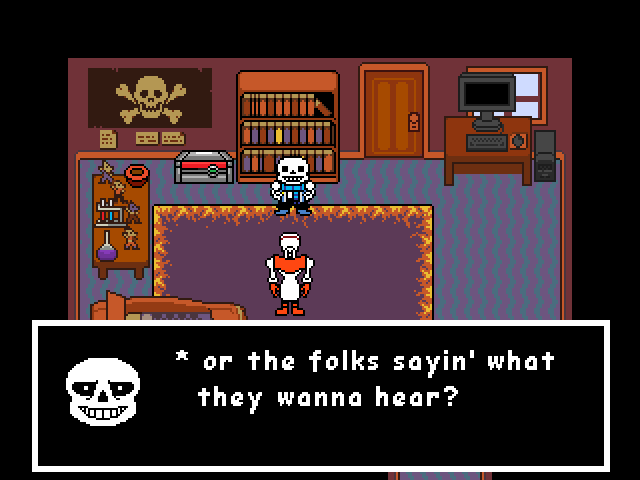 * or the folks sayin' what
they wanna hear?